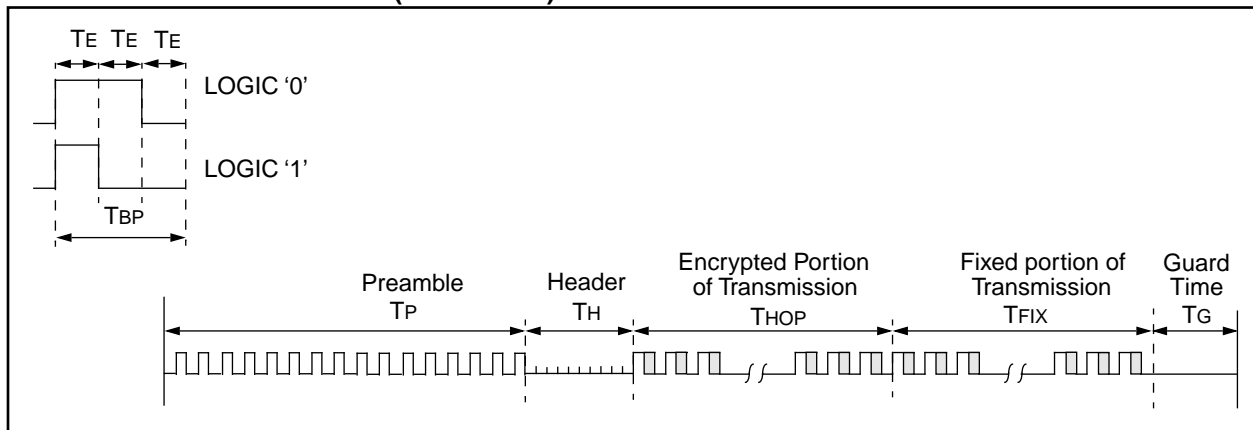 TE TE TE
LOGIC ‘0’
LOGIC ‘1’
TBP
Preamble
TP
Header
TH
Encrypted Portion
of Transmission
THOP
Fixed portion of
Transmission
TFIX
Guard
Time
TG